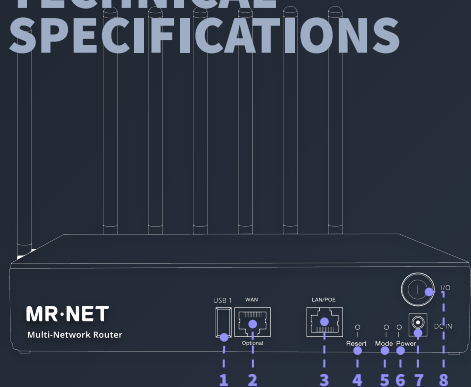 TECHNICAL
SPECIFICATIONS
I/O
USB 1
WAN
LAN/POE
MR·NET
DC IN
Multi-Network Router
Optional
Resert
Mode
Power
1
2
3
4
5
6
7
8